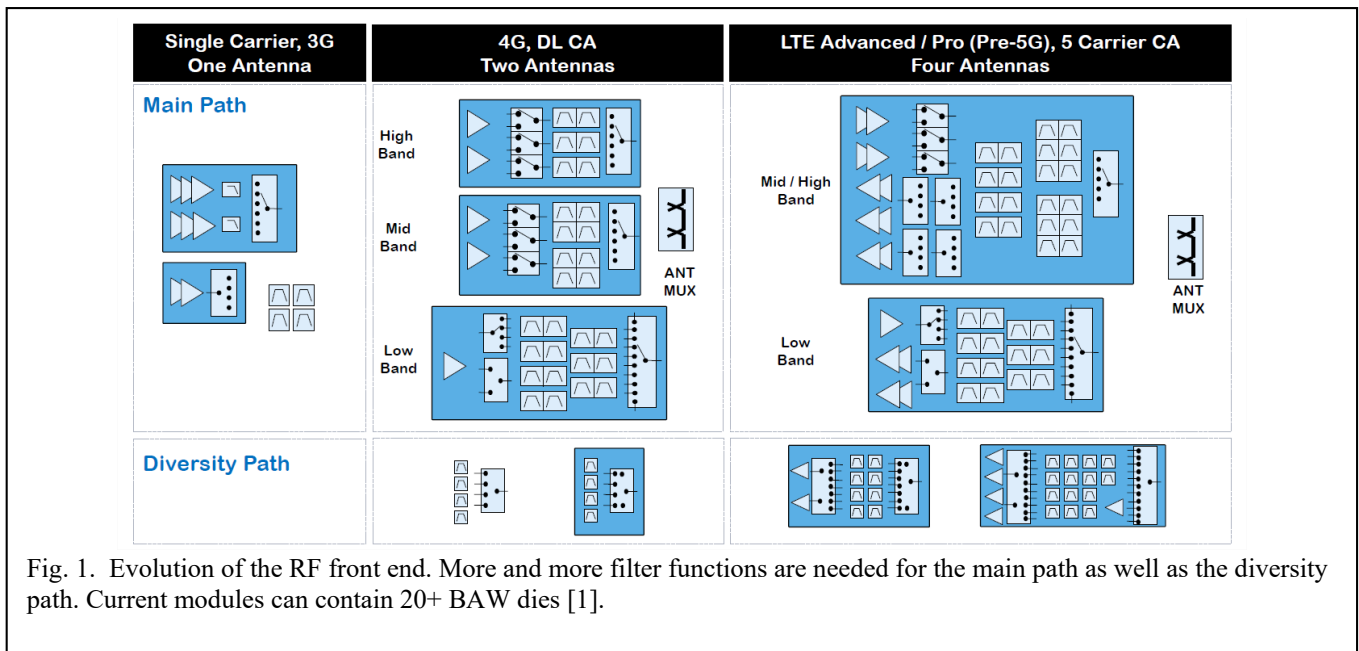 Single Carrier, 3G
One Antenna
4G, DL CA
Two Antennas
LTE Advanced / Pro (Pre-5G), 5 Carrier CA
Four Antennas
Main Path
High
Band
Mid
Band
Low
Band
ANT
MUX
Mid / High
Band
Low
Band
ANT
MUX
Diversity Path
Fig. 1.  Evolution of the RF front end. More and more filter functions are needed for the main path as well as the diversity
path. Current modules can contain 20+ BAW dies [1].